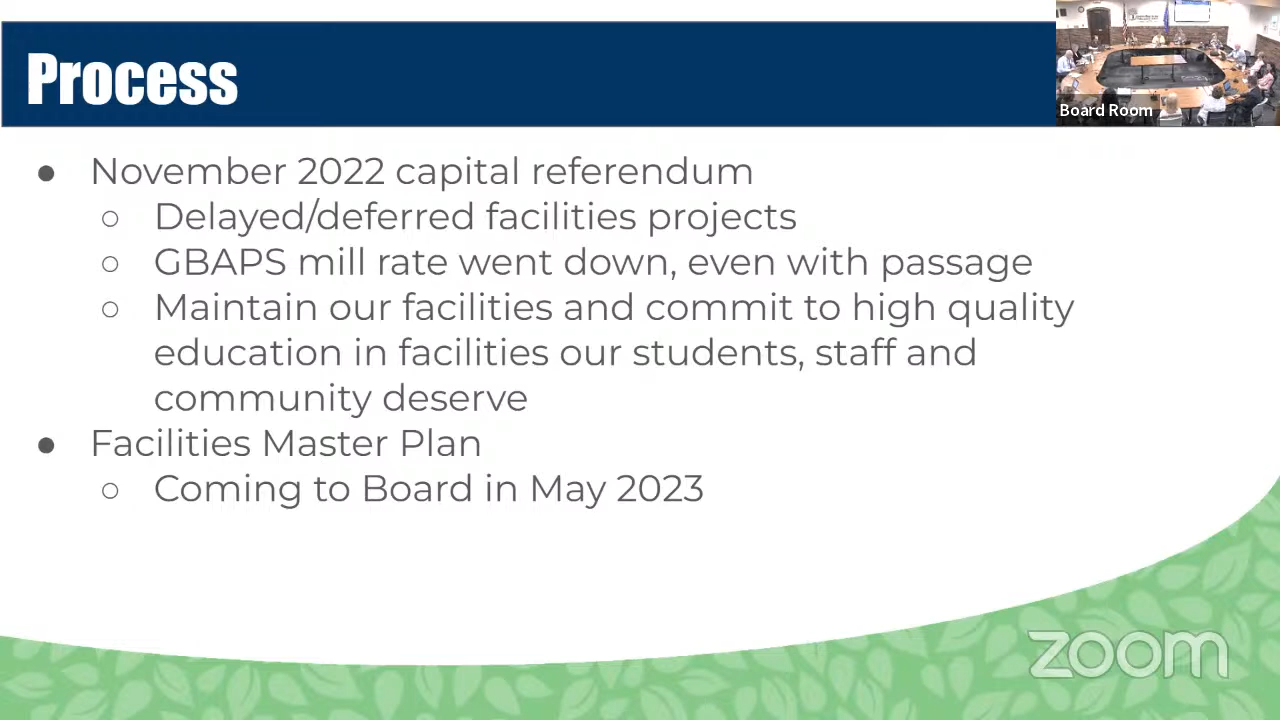 Process
Board Room
● November 2022 capital referendum
○ Delayed/deferred facilities projects
○ GBAPS mill rate went down, even with passage
○ Maintain our facilities and commit to high quality
education in facilities our students, staff and
community deserve
● Facilities Master Plan
○ Coming to Board in May 2023
zoom